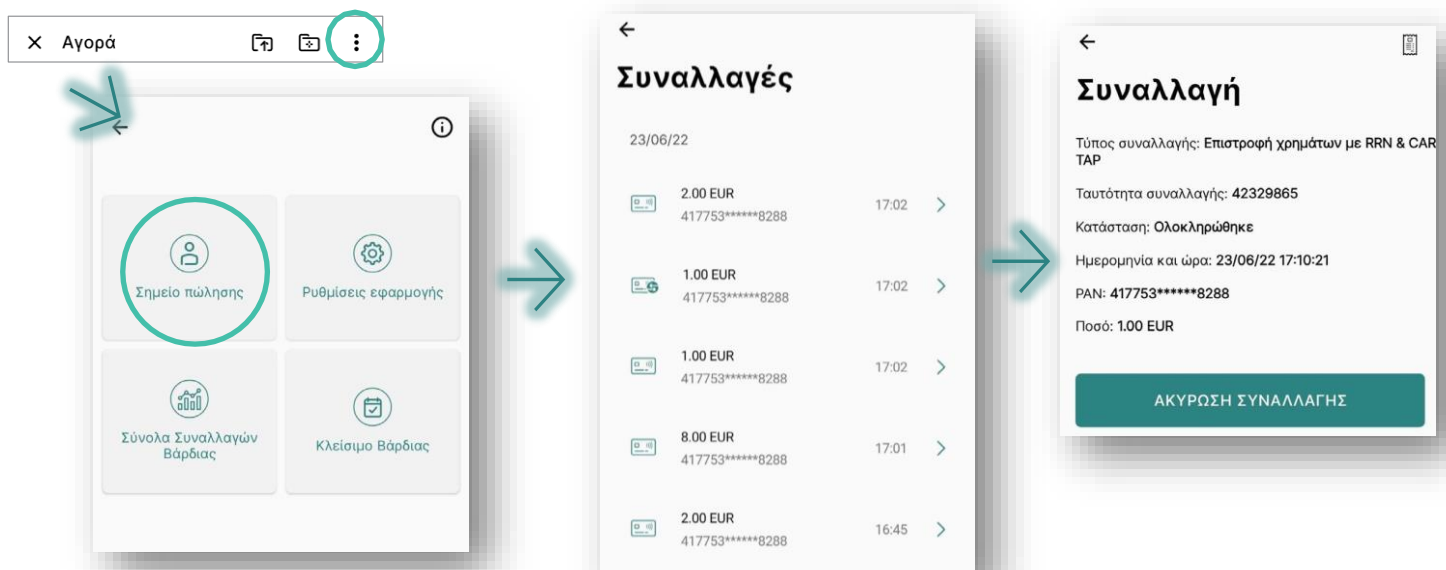 Αγορά
Σημείο πώλησης
Ρυθμίσεις εφαρμογής
Σύνολα Συναλλαγών
Βάρδιας
Κλείσιμο Βάρδιας
Συναλλαγές
23/06/22
2.00 EUR
417753******8288
17:02
1.00 EUR
417753******8288
17:02
1.00 EUR
417753******8288
17:02
8.00 EUR
417753******8288
17:01
2.00 EUR
417753******8288
16:45
Συναλλαγή
Τύπος συναλλαγής: Επιστροφή χρημάτων με RRN & CAR
TAP
Ταυτότητα συναλλαγής: 42329865
Κατάσταση: Ολοκληρώθηκε
Ημερομηνία και ώρα: 23/06/22 17:10:21
PAN: 417753******8288
Ποσό: 1.00 EUR
ΑΚΥΡΩΣΗ ΣΥΝΑΛΛΑΓΗΣ